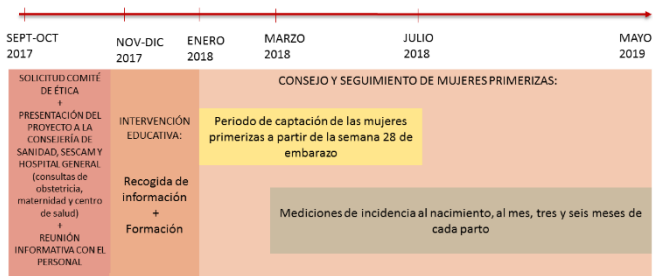 SEPT-OCT
2017
NOV-DIC
2017
ENERO
2018
MARZO
2018
JULIO
2018
MAYO
2019
SOLICITUD COMITÉ
DE ÉTICA
+
PRESENTACIÓN DEL
PROYECTO A LA
CONSEJERÍA DE
SANIDAD, SESCAM Y
HOSPITAL GENERAL
(consultas de
obstetricia,
maternidad y centro
de salud)
+
REUNIÓN
INFORMATIVA CON EL
PERSONAL
INTERVENCIÓN
EDUCATIVA:
Recogida de
información
+
Formación
CONSEJO Y SEGUIMIENTO DE MUJERES PRIMERIZAS:
Periodo de captación de las mujeres
primerizas a partir de la semana 28 de
embarazo
Mediciones de incidencia al nacimiento, al mes, tres y seis meses de
cada parto